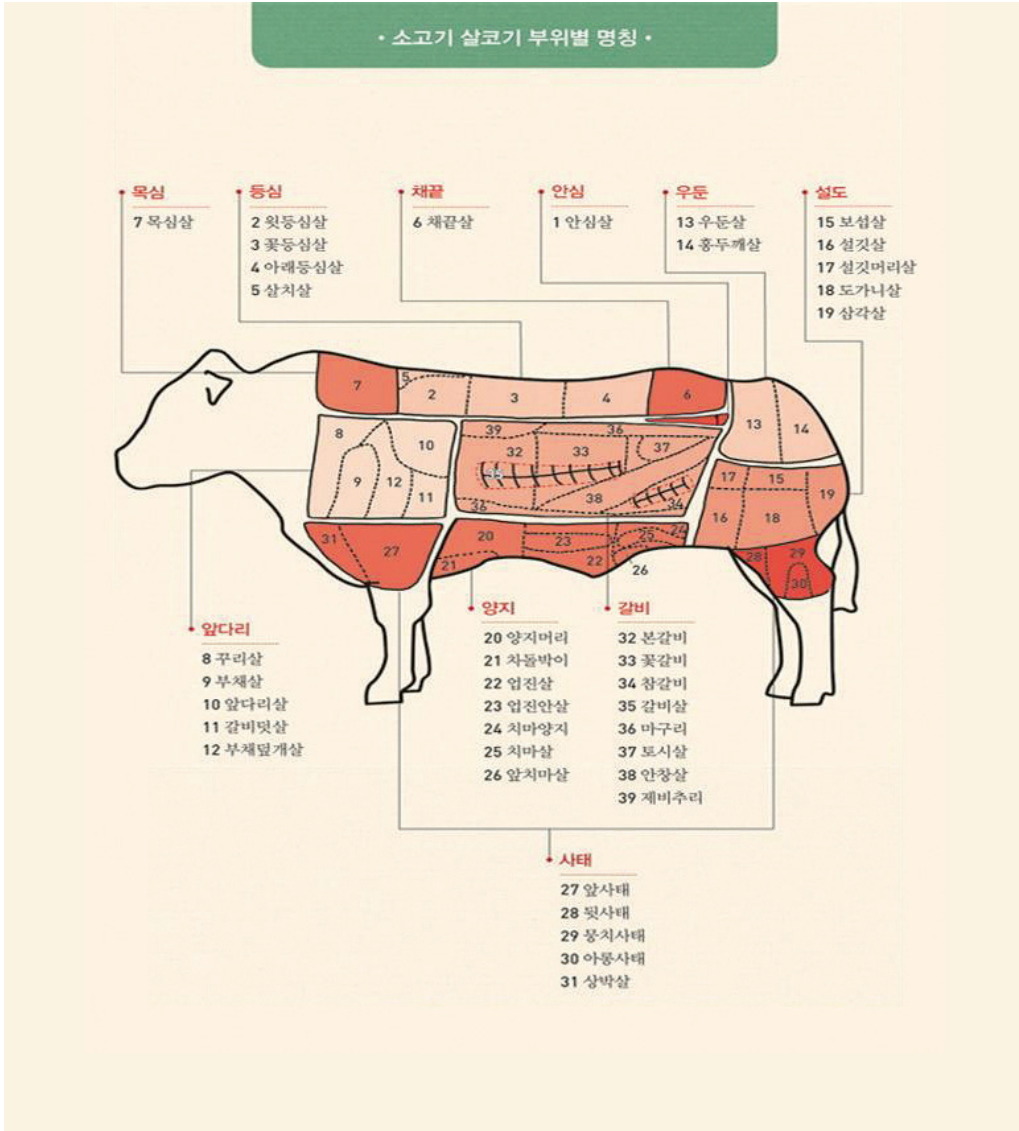 • 소고기 살코기 부위별 명칭 •
목심
7 목심살
등심
2 윗등심살
3 꽃등심살
4 아래등심살
5 살치살
채끝
6 채끝살
안심
1 안심살
우둔
13 우둔살
14 홍두깨살
설도
15 보섭살
16 설깃살
17 설깃머리살
18 도가니살
19 삼각살
7
5
2
3
4
6
13
14
8
10
9
12
11
39
36
32
33
37
35
38
34
36
17
15
19
16
18
31
27
20
21
23
22
25
24
26
28
29
30
앞다리
8 꾸리살
9 부채살
10 앞다리살
11 갈비덧살
12 부채덮개살
양지
20 양지머리
21 차돌박이
22 업진살
23 업진안살
24 치마양지
25 치마살
26 앞치마살
갈비
32 본갈비
33 꽃갈비
34 참갈비
35 갈비살
36 마구리
37 토시살
38 안창살
39 제비추리
사태
27 앞사태
28 뒷사태
29 뭉치사태
30 아롱사태
31 상박살